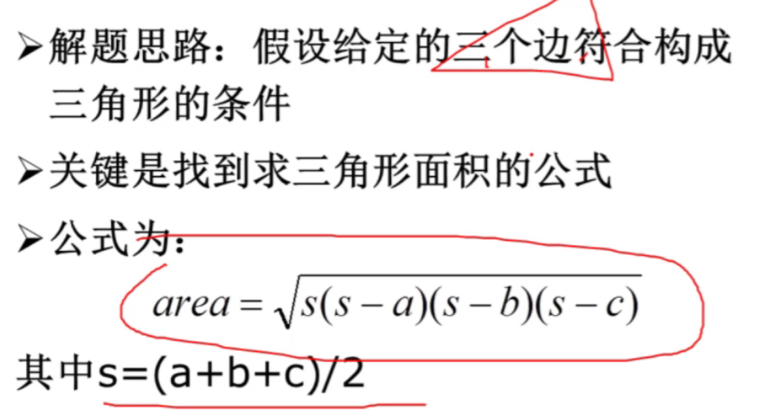 ➢解题思路：假设给定的三个边符合构成
三角形的条件
➢关键是找到求三角形面积的公式
➢公式为：
area = √s(s − a)(s − b)(s − c)
其中s=(a+b+c)/2